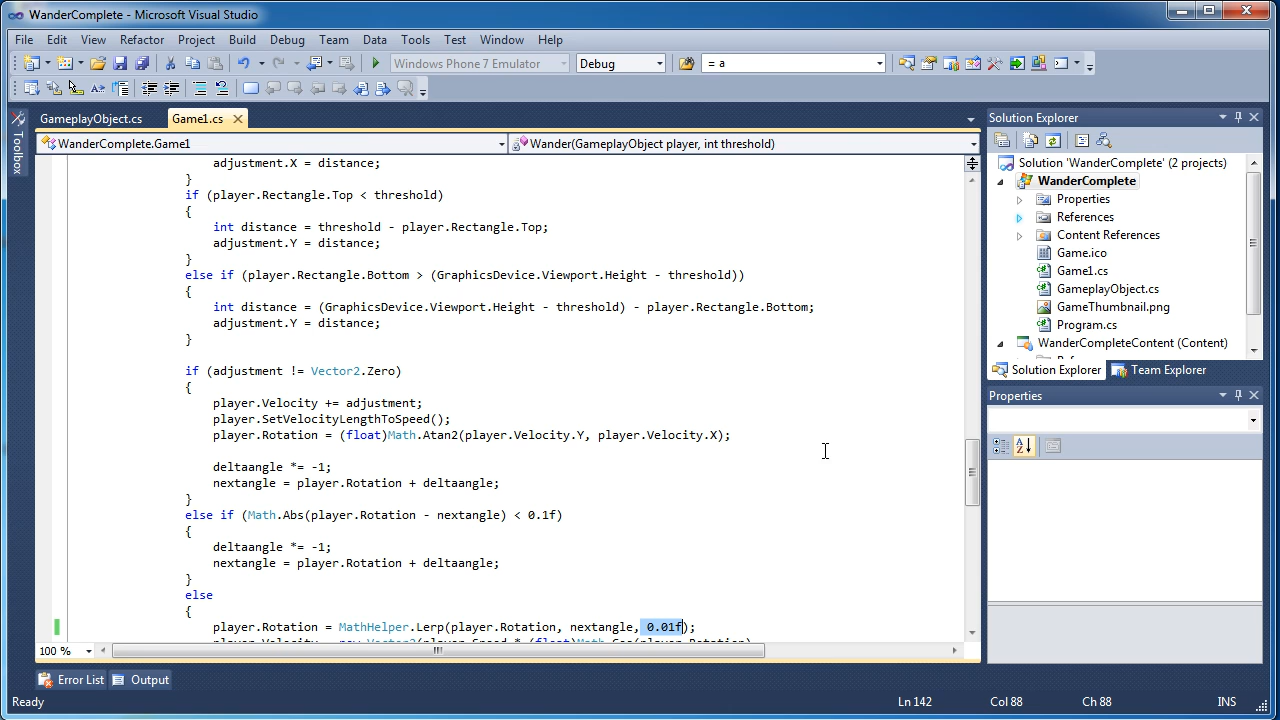 WanderComplete - Microsoft Visual Studio
File Edit View Refactor Project Build Debug Team Data Tools Test Window Help
Windows Phone 7 Emulator Debug = a
GameplayObject.cs Game1.cs
WanderComplete.Game1 Wander(GameplayObject player, int threshold)
Toolbox
adjustment.X = distance;
}
if (player.Rectangle.Top < threshold)
{
int distance = threshold - player.Rectangle.Top;
adjustment.Y = distance;
}
else if (player.Rectangle.Bottom > (GraphicsDevice.Viewport.Height - threshold))
{
int distance = (GraphicsDevice.Viewport.Height - threshold) - player.Rectangle.Bottom;
adjustment.Y = distance;
}
if (adjustment != Vector2.Zero)
{
player.Velocity += adjustment;
player.SetVelocityLengthToSpeed();
player.Rotation = (float)Math.Atan2(player.Velocity.Y, player.Velocity.X);
deltaangle *= -1;
nextangle = player.Rotation + deltaangle;
}
else if (Math.Abs(player.Rotation - nextangle) < 0.1f)
{
deltaangle *= -1;
nextangle = player.Rotation + deltaangle;
}
else
{
player.Rotation = MathHelper.Lerp(player.Rotation, nextangle, 0.01f);
100 %
Solution Explorer
Solution 'WanderComplete' (2 projects)
WanderComplete
Properties
References
Content References
Game.ico
Game1.cs
GameplayObject.cs
GameThumbnail.png
Program.cs
WanderCompleteContent (Content)
Solution Explorer Team Explorer
Properties
Error List Output
Ready Ln 142 Col 88 Ch 88 INS